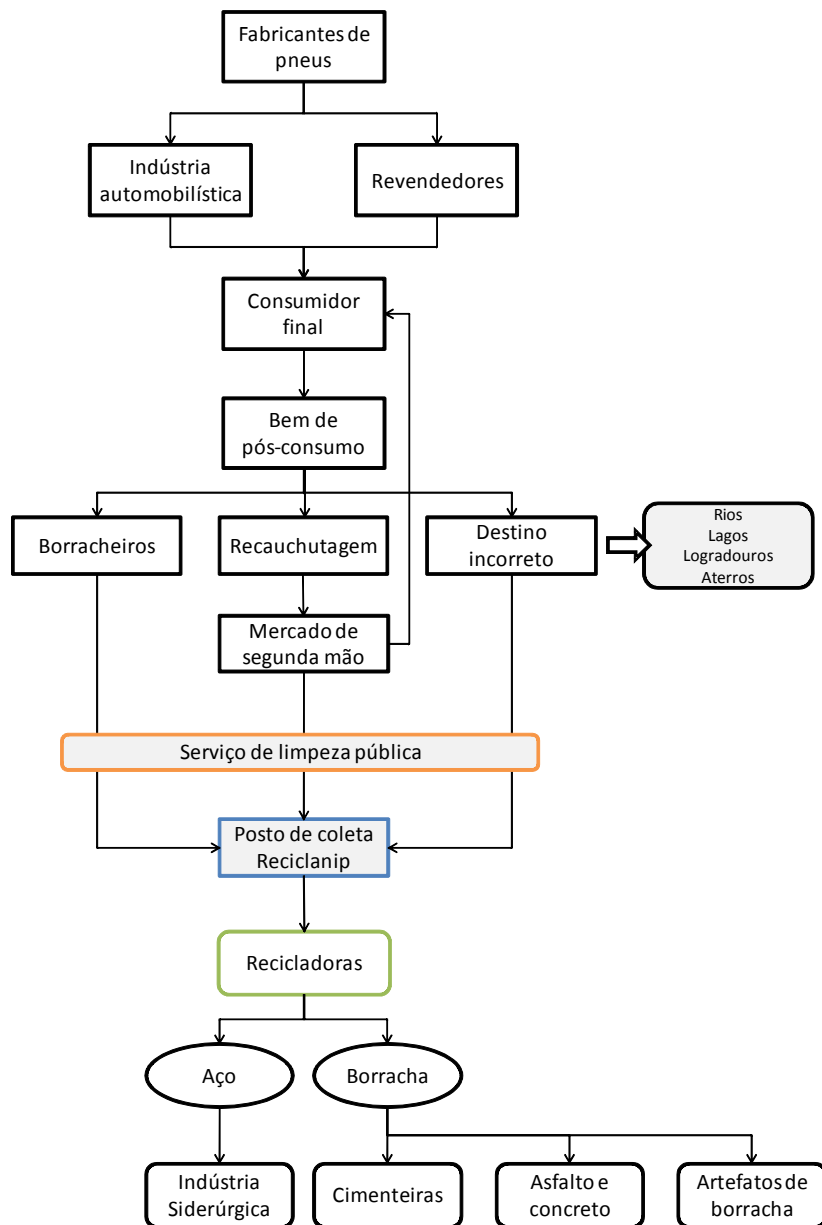 Fabricantes de
pneus
Indústria
automobilística
Revendedores
Consumidor
final
Bem de
pós-consumo
Borracheiros
Recauchutagem
Destino
incorreto
Rios
Lagos
Logradouros
Aterros
Mercado de
segunda mão
Serviço de limpeza pública
Posto de coleta
Reciclanip
Recicladoras
Aço
Borracha
Indústria
Siderúrgica
Cimenteiras
Asfalto e
concreto
Artefatos de
borracha